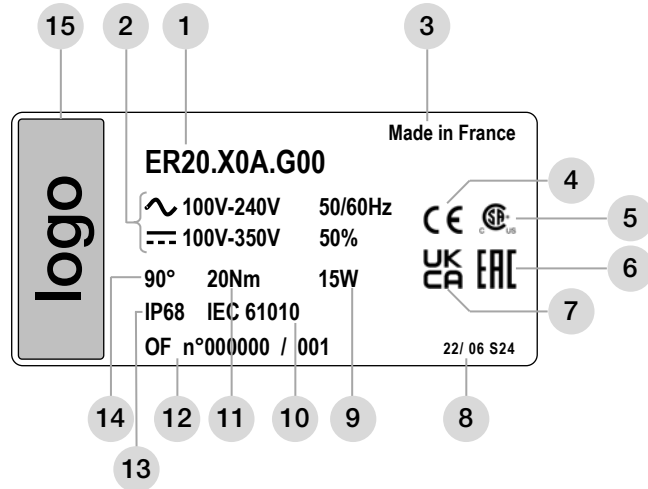 15 2 1 3
Made in France
ER20.X0A.G00
100V-240V 50/60Hz
100V-350V 50%
90° 20Nm 15W
IP68 IEC 61010
OF n°000000 / 001
22/ 06 S24
logo
CE
C SA US
UK CA
EAC
4
5
6
7
14 12 11 10 9 8
13